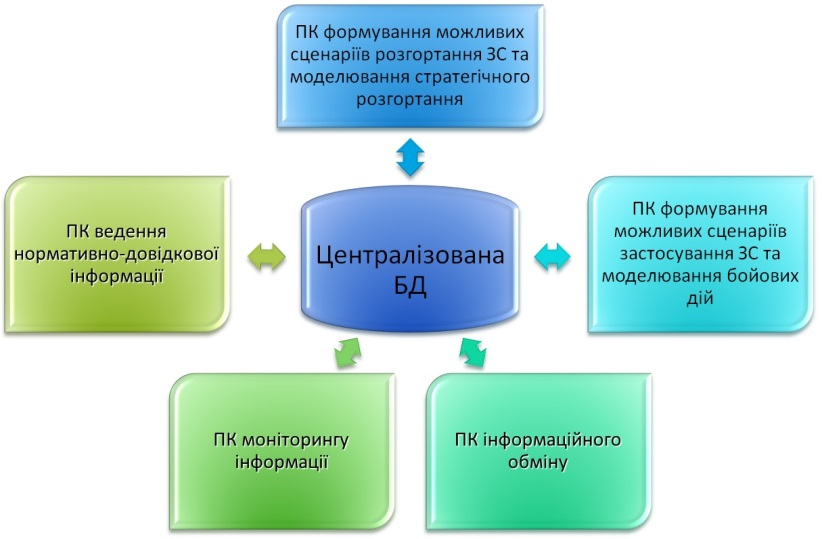 ПК формування можливих
сценаріїв розгортання ЗС та
моделювання стратегічного
розгортання
ПК ведення
нормативно-довідкової
інформації
Централізована
БД
ПК формування
можливих сценаріїв
застосування ЗС та
моделювання бойових
дій
ПК моніторингу
інформації
ПК інформаційного
обміну